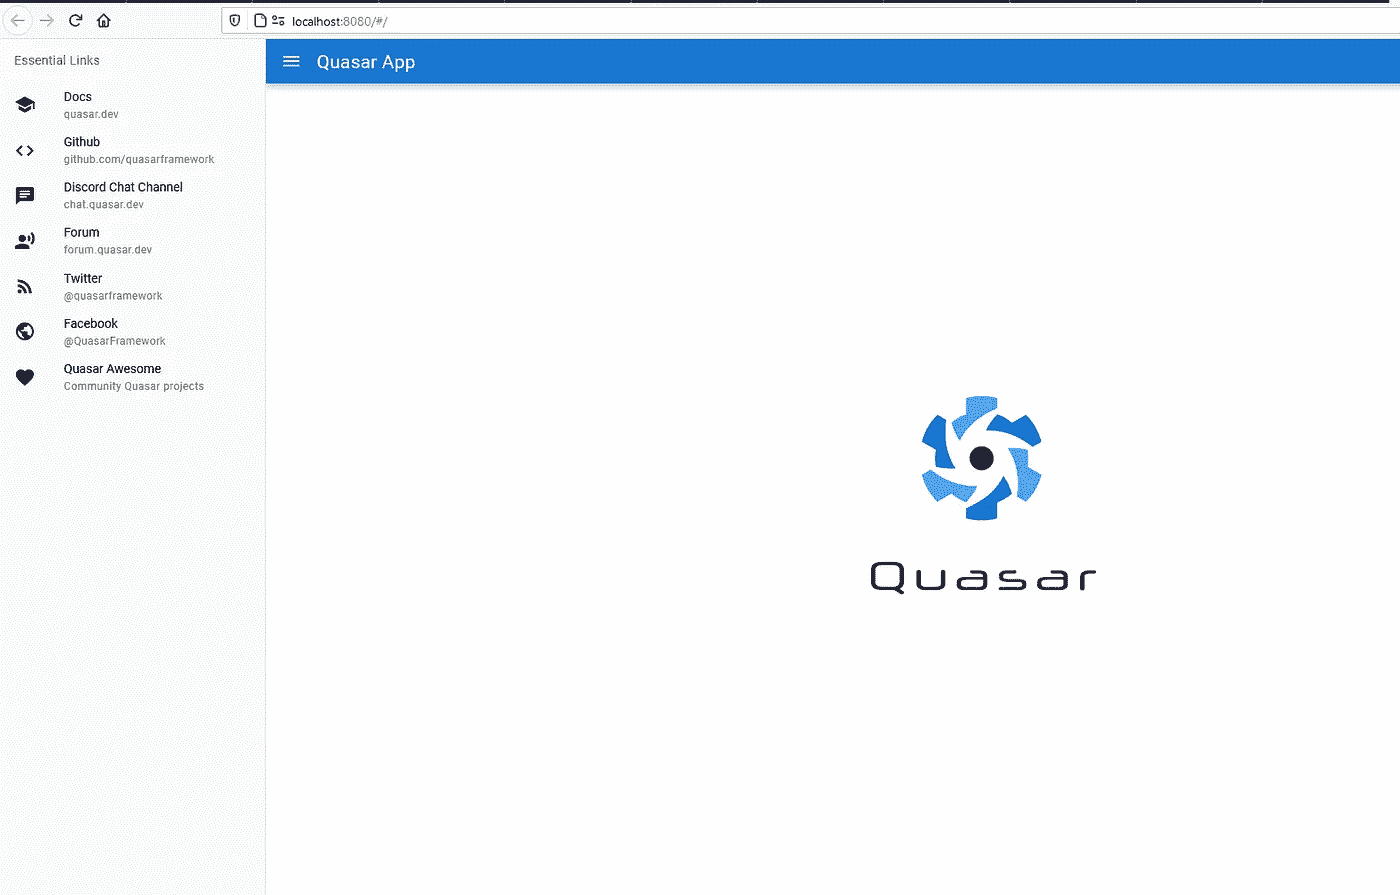 localhost:8080/#/
Essential Links
Quasar App
Docs
quasar.dev
Github
github.com/quasarframework
Discord Chat Channel
chat.quasar.dev
Forum
forum.quasar.dev
Twitter
@quasarframework
Facebook
@QuasarFramework
Quasar Awesome
Community Quasar projects
Quasar